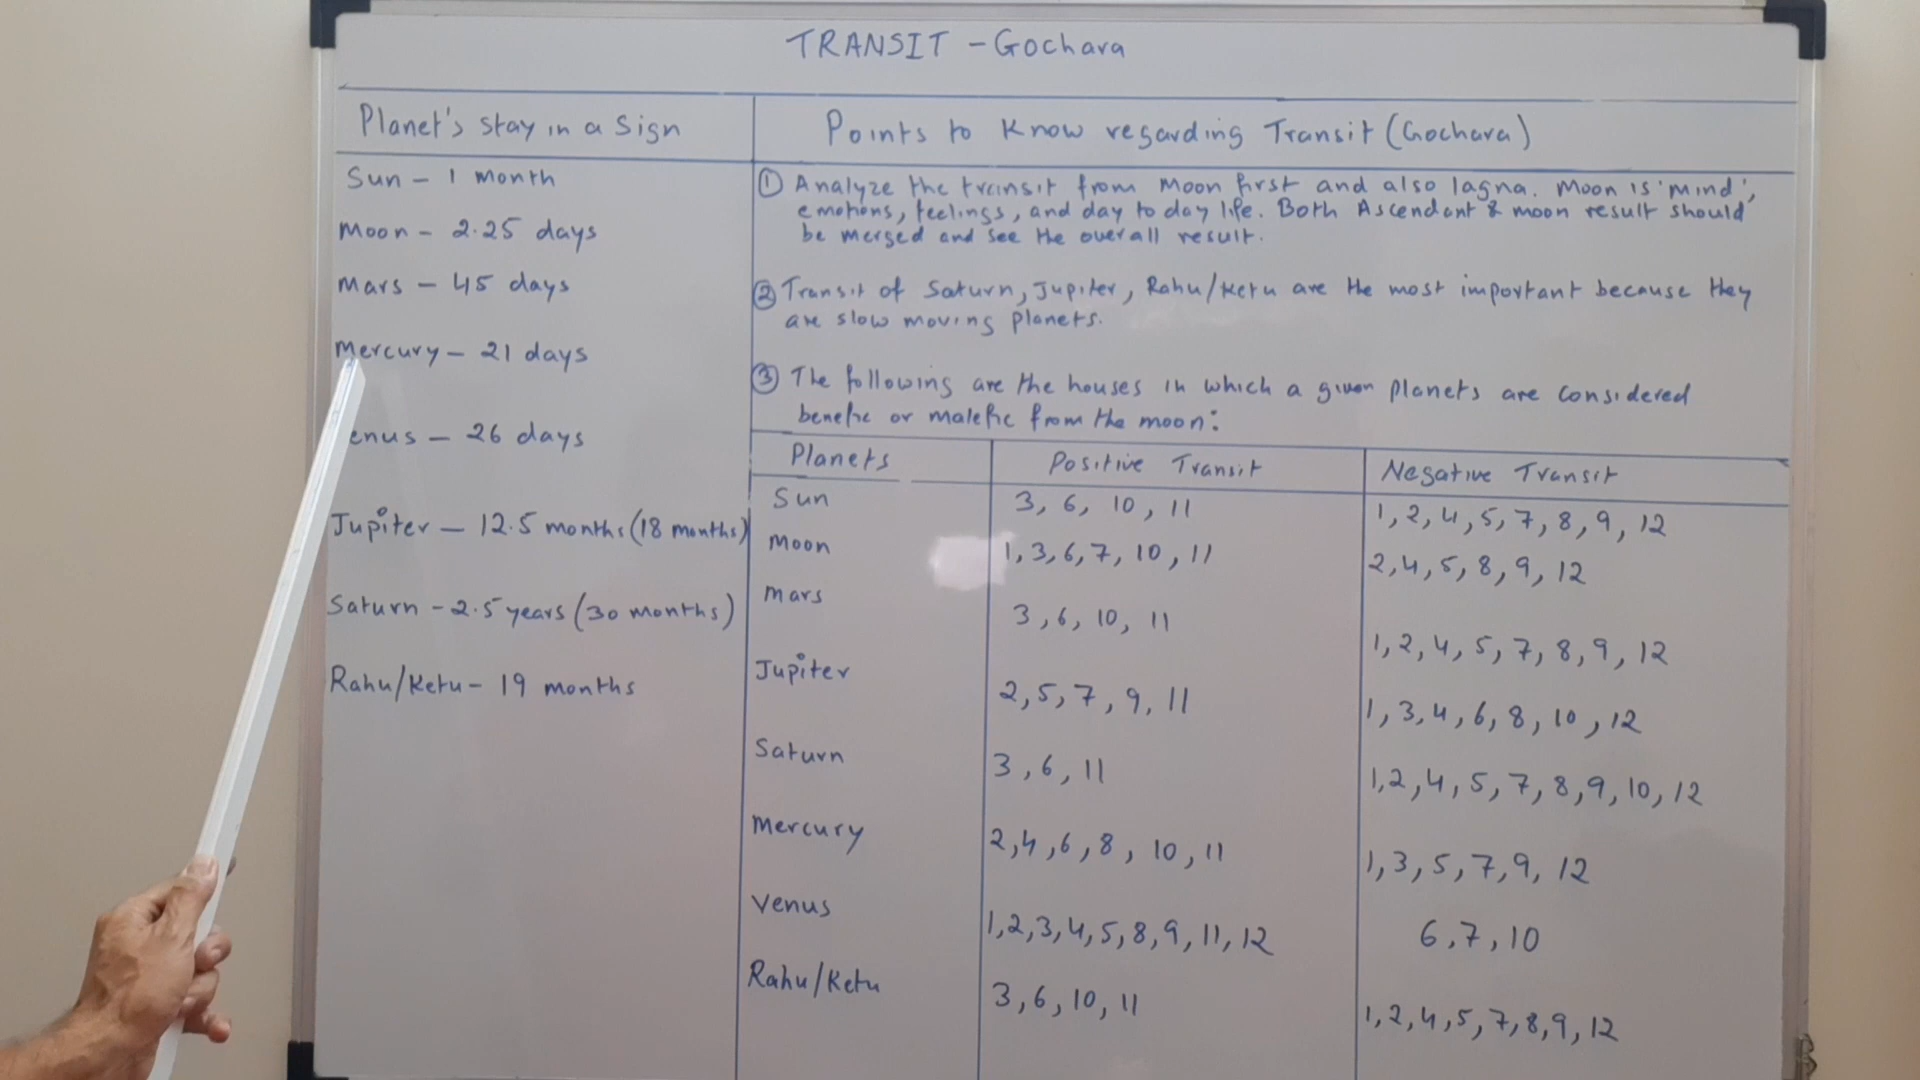 TRANSIT - Gochara
Planet's stay in a Sign
Sun - 1 month
Moon - 2.25 days
Mars - 45 days
Mercury - 21 days
enus - 26 days
Jupiter - 12.5 months (18 months)
Saturn - 2.5 years (30 months)
Rahu/Ketu - 19 months
Points to Know regarding Transit (Gochara)
① Analyze the transit from Moon first and also lagna. Moon is 'mind',
emotions, feelings, and day to day life. Both Ascendant & moon result should
be merged and see the overall result.
② Transit of Saturn, Jupiter, Rahu/Ketu are the most important because they
are slow moving planets.
③ The following are the houses in which a given planets are considered
benefic or malefic from the moon:
Planets Positive Transit Negative Transit
Sun 3, 6, 10, 11 1, 2, 4, 5, 7, 8, 9, 12
Moon 1, 3, 6, 7, 10, 11 2, 4, 5, 8, 9, 12
Mars 3, 6, 10, 11 1, 2, 4, 5, 7, 8, 9, 12
Jupiter 2, 5, 7, 9, 11 1, 3, 4, 6, 8, 10, 12
Saturn 3, 6, 11 1, 2, 4, 5, 7, 8, 9, 10, 12
Mercury 2, 4, 6, 8, 10, 11 1, 3, 5, 7, 9, 12
Venus 1, 2, 3, 4, 5, 8, 9, 11, 12 6, 7, 10
Rahu/Ketu 3, 6, 10, 11 1, 2, 4, 5, 7, 8, 9, 12